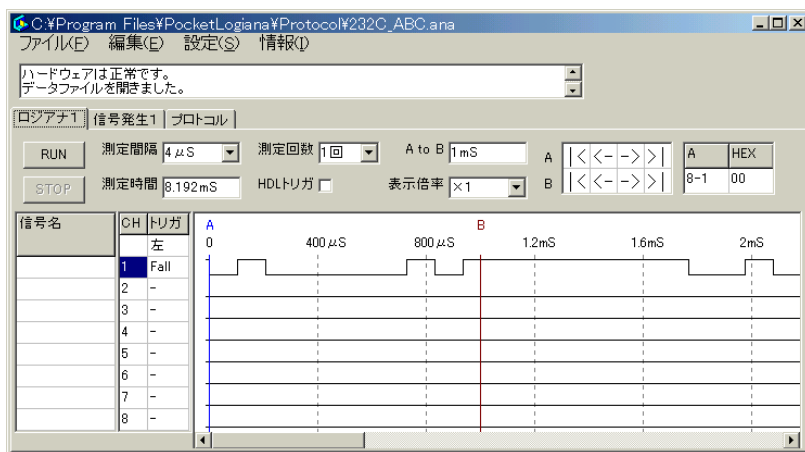 C:¥Program Files¥PocketLogiana¥Protocol¥232C_ABC.ana
ファイル(F) 編集(E) 設定(S) 情報(I)
ハードウェアは正常です。
データファイルを開きました。
ロジアナ1 信号発生1 プロトコル
RUN 測定間隔 4μS 測定回数 1回 A to B 1mS A |< <- -> >| A HEX
STOP 測定時間 8.192mS HDLトリガ 表示倍率 ×1 B |< <- -> >| 8-1 00
信号名 CH トリガ A B
左 0 400μS 800μS 1.2mS 1.6mS 2mS
1 Fall
2 -
3 -
4 -
5 -
6 -
7 -
8 -